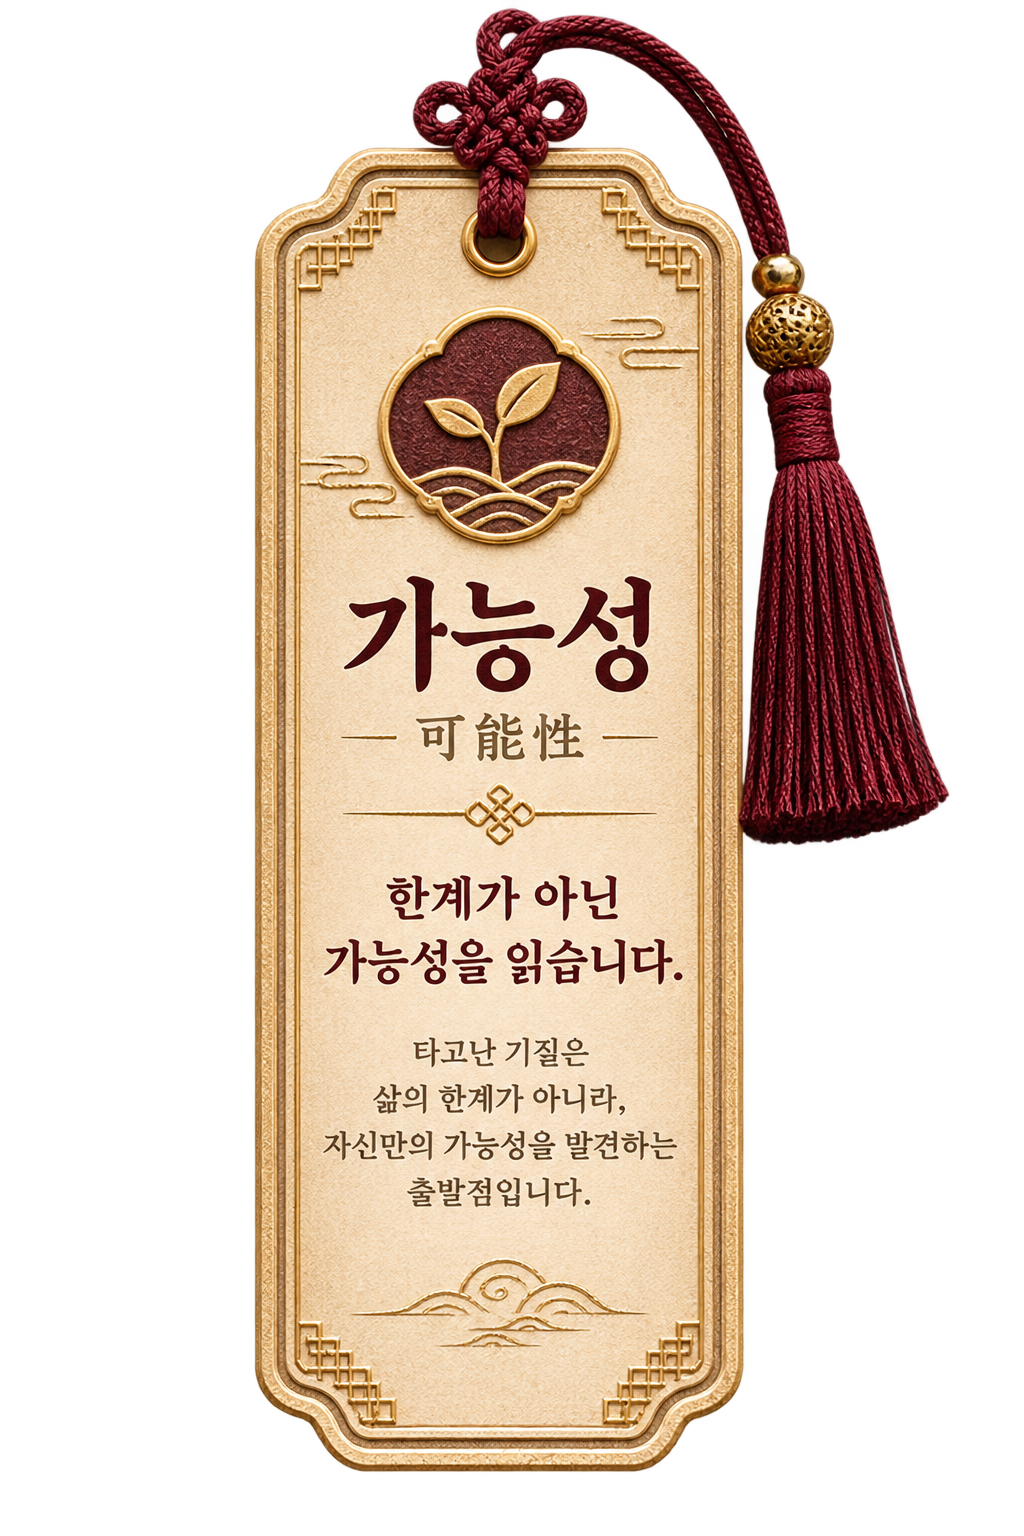 가능성
可能性
한계가 아닌
가능성을 읽습니다.
타고난 기질은
삶의 한계가 아니라,
자신만의 가능성을 발견하는
출발점입니다.